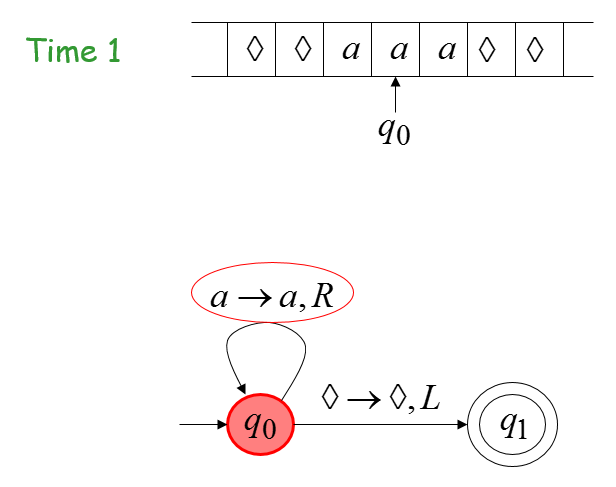 Time 1
◊ ◊ a a a ◊ ◊
q0
a → a, R
◊ → ◊, L
q0
q1